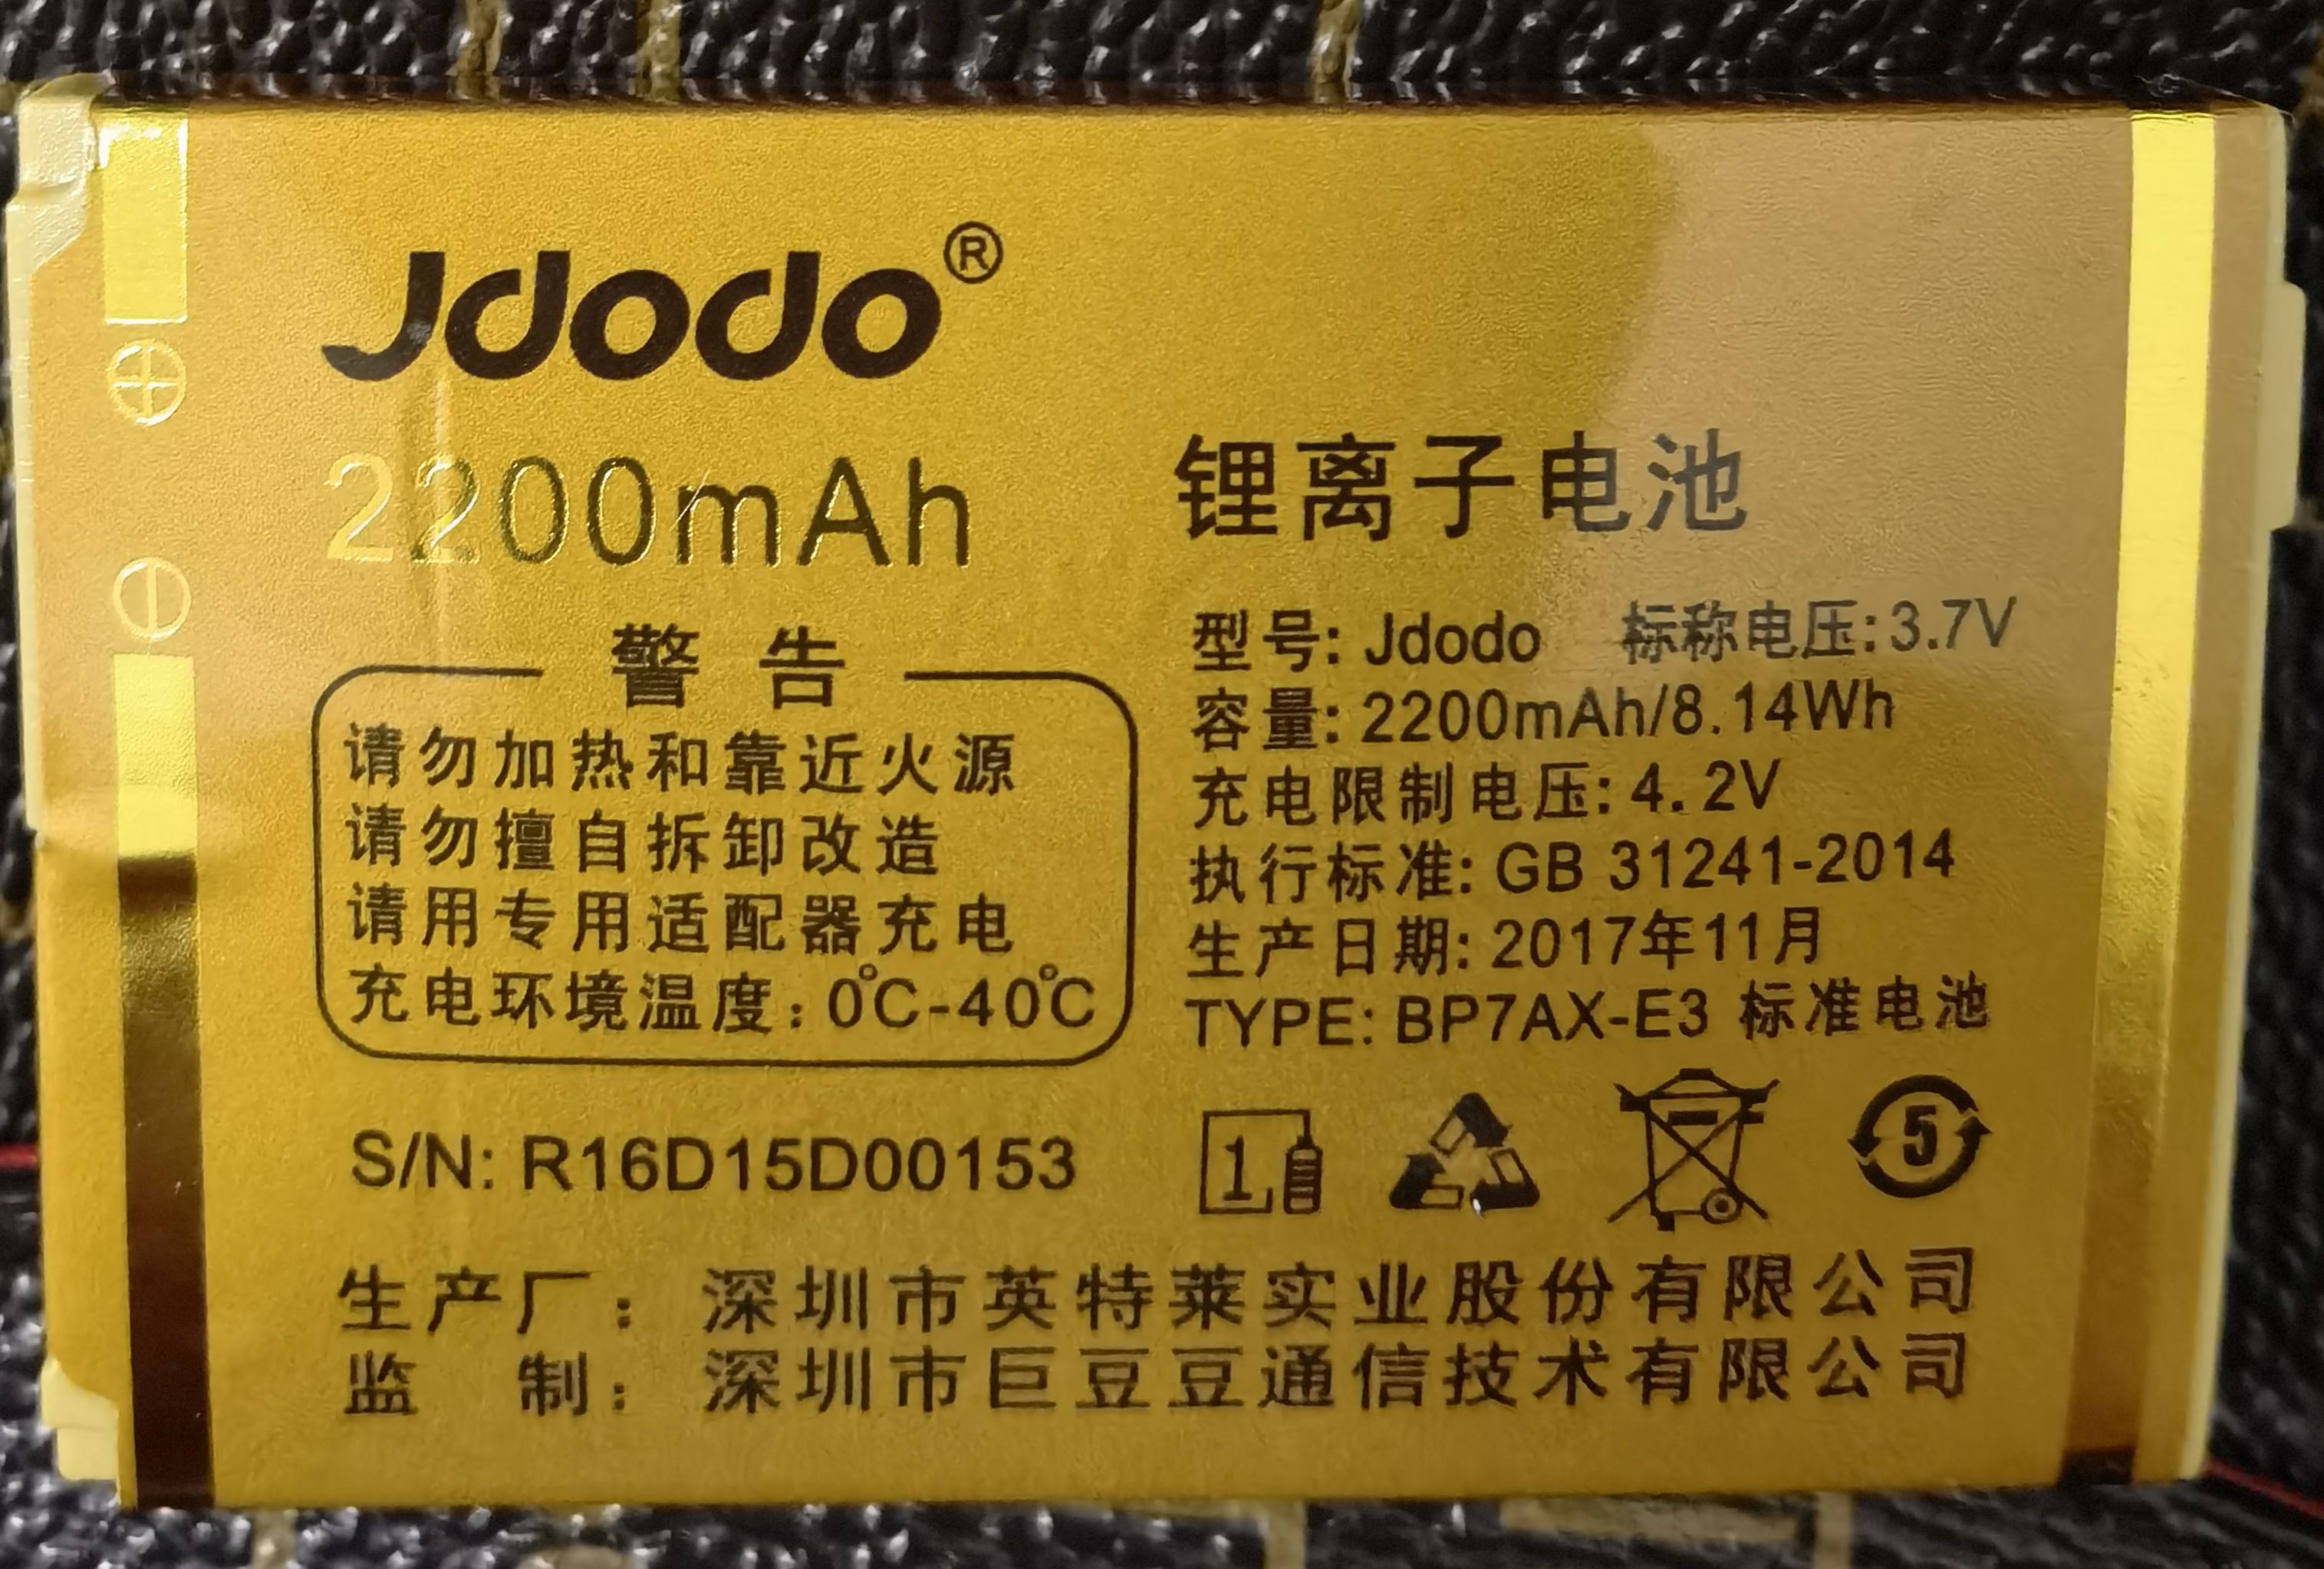 Jdodo®
2200mAh
警 告
请勿加热和靠近火源
请勿擅自拆卸改造
请用专用适配器充电
充电环境温度：0℃-40℃
S/N: R16D15D00153
锂离子电池
型号: Jdodo 标称电压: 3.7V
容量: 2200mAh/8.14Wh
充电限制电压: 4.2V
执行标准: GB 31241-2014
生产日期: 2017年11月
TYPE: BP7AX-E3 标准电池
1
5
生产厂：深圳市英特莱实业股份有限公司
监 制：深圳市巨豆豆通信技术有限公司